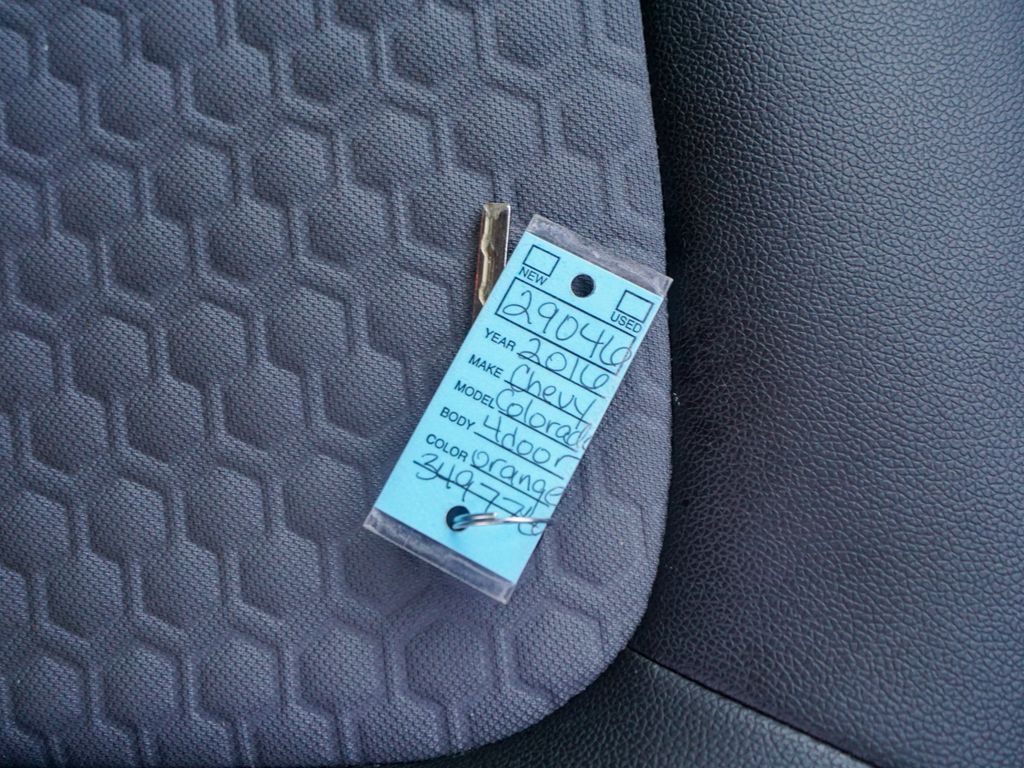 NEW
USED
29046
YEAR 2016
MAKE Chevy
MODEL Colorado
BODY 4door
COLOR orange
349776